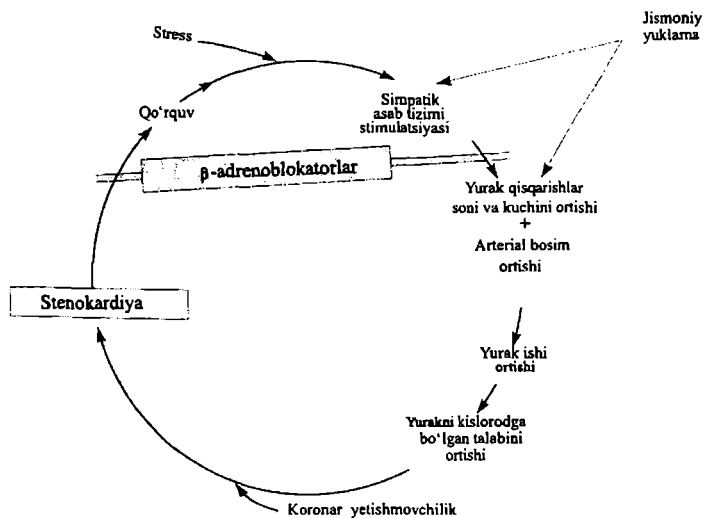 Stress
Jismoniy
yuklama
Qo'rquv
Simpatik
asab tizimi
stimulatsiyasi
β-adrenoblokatorlar
Yurak qisqarishlar
soni va kuchini ortishi
+
Arterial bosim
ortishi
Stenokardiya
Yurak ishi
ortishi
Yurakni kislorodga
bo'lgan talabini
ortishi
Koronar yetishmovchilik